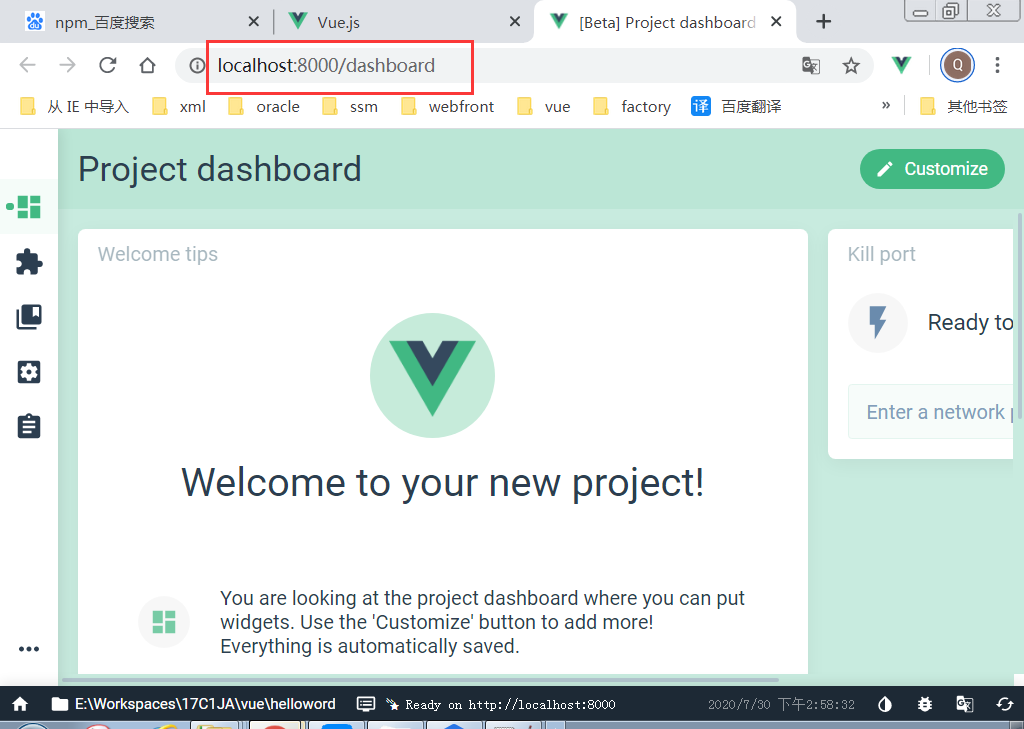 npm_百度搜索
Vue.js
[Beta] Project dashboard
localhost:8000/dashboard
Q
从 IE 中导入
xml
oracle
ssm
webfront
vue
factory
译 百度翻译
»
其他书签
Project dashboard
Customize
Welcome tips
Kill port
Ready to
Enter a network
Welcome to your new project!
You are looking at the project dashboard where you can put
widgets. Use the 'Customize' button to add more!
Everything is automatically saved.
E:\Workspaces\17C1JA\vue\helloword
Ready on http://localhost:8000
2020/7/30 下午2:58:32